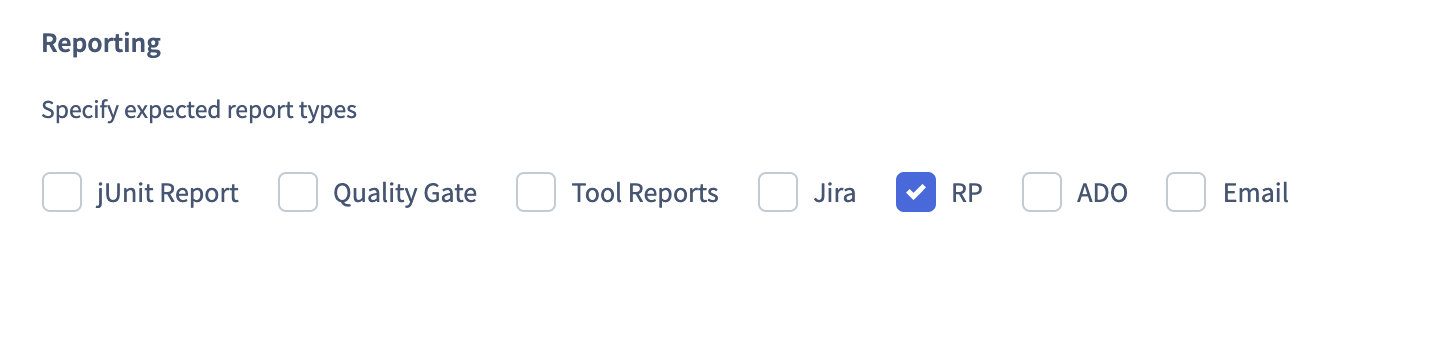 Reporting
Specify expected report types
jUnit Report Quality Gate Tool Reports Jira RP ADO Email